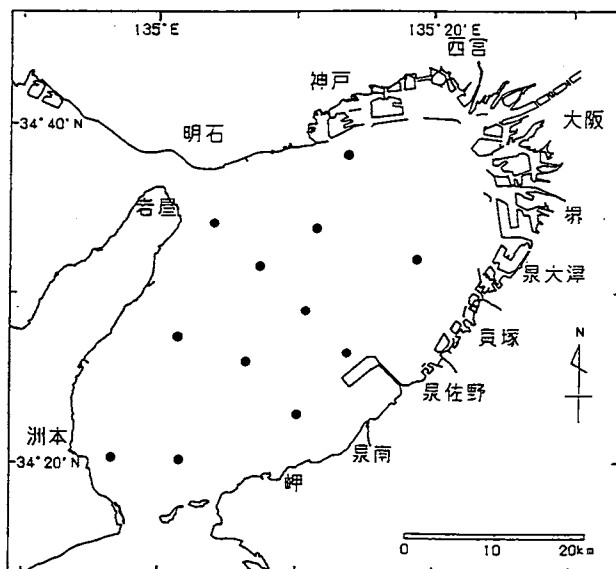 135°E
135°20'E
西宮
神戸
34°40'N
明石
大阪
岩屋
堺
泉大津
貝塚
N
泉佐野
洲本
泉南
34°20'N
岬
0 10 20km